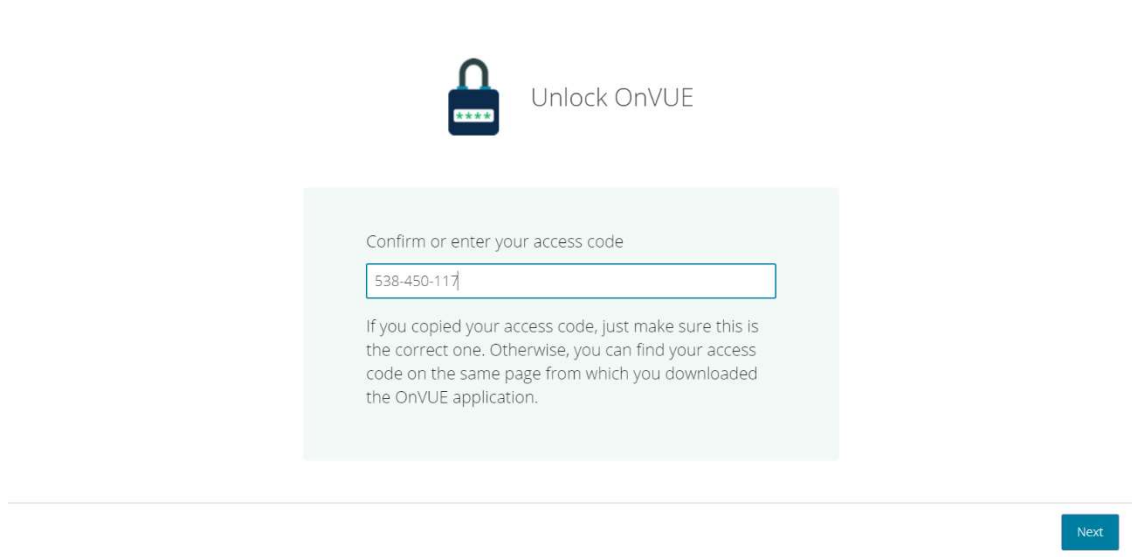 ****
Unlock OnVUE
Confirm or enter your access code
538-450-117
If you copied your access code, just make sure this is
the correct one. Otherwise, you can find your access
code on the same page from which you downloaded
the OnVUE application.
Next